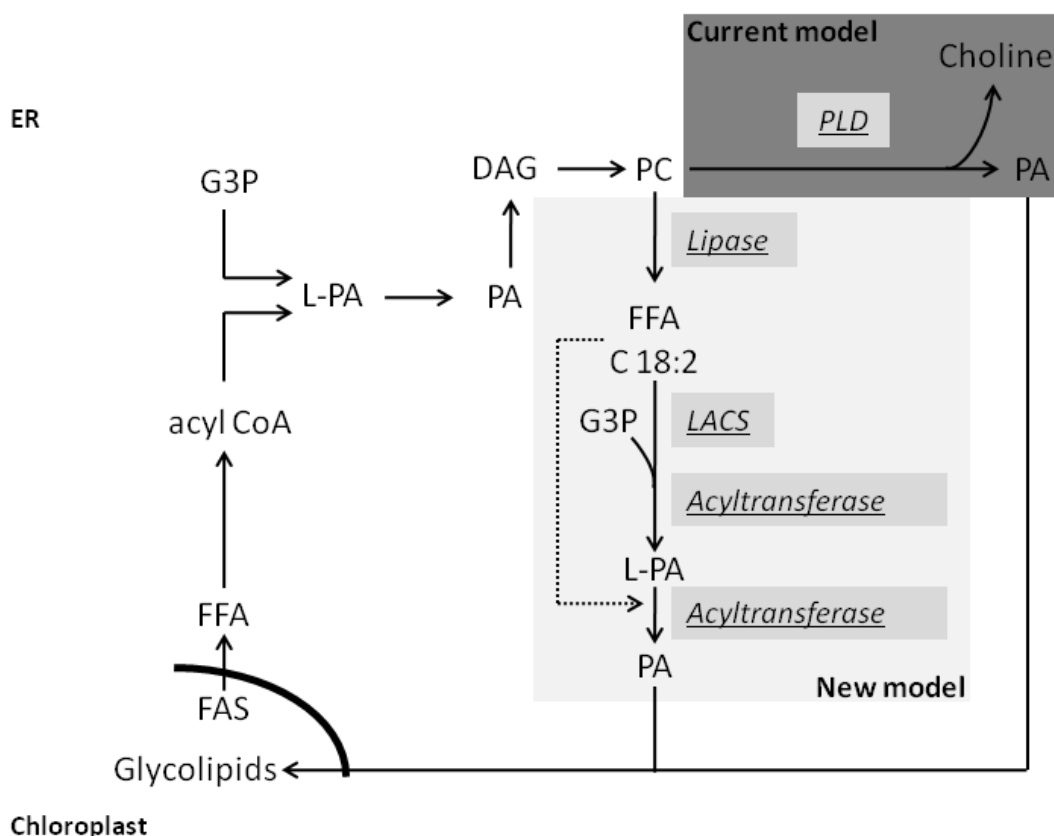 Current model
Choline
ER
PLD
G3P
DAG
PC
PA
Lipase
L-PA
PA
FFA
C 18:2
acyl CoA
G3P
LACS
Acyltransferase
L-PA
FFA
Acyltransferase
PA
FAS
New model
Glycolipids
Chloroplast